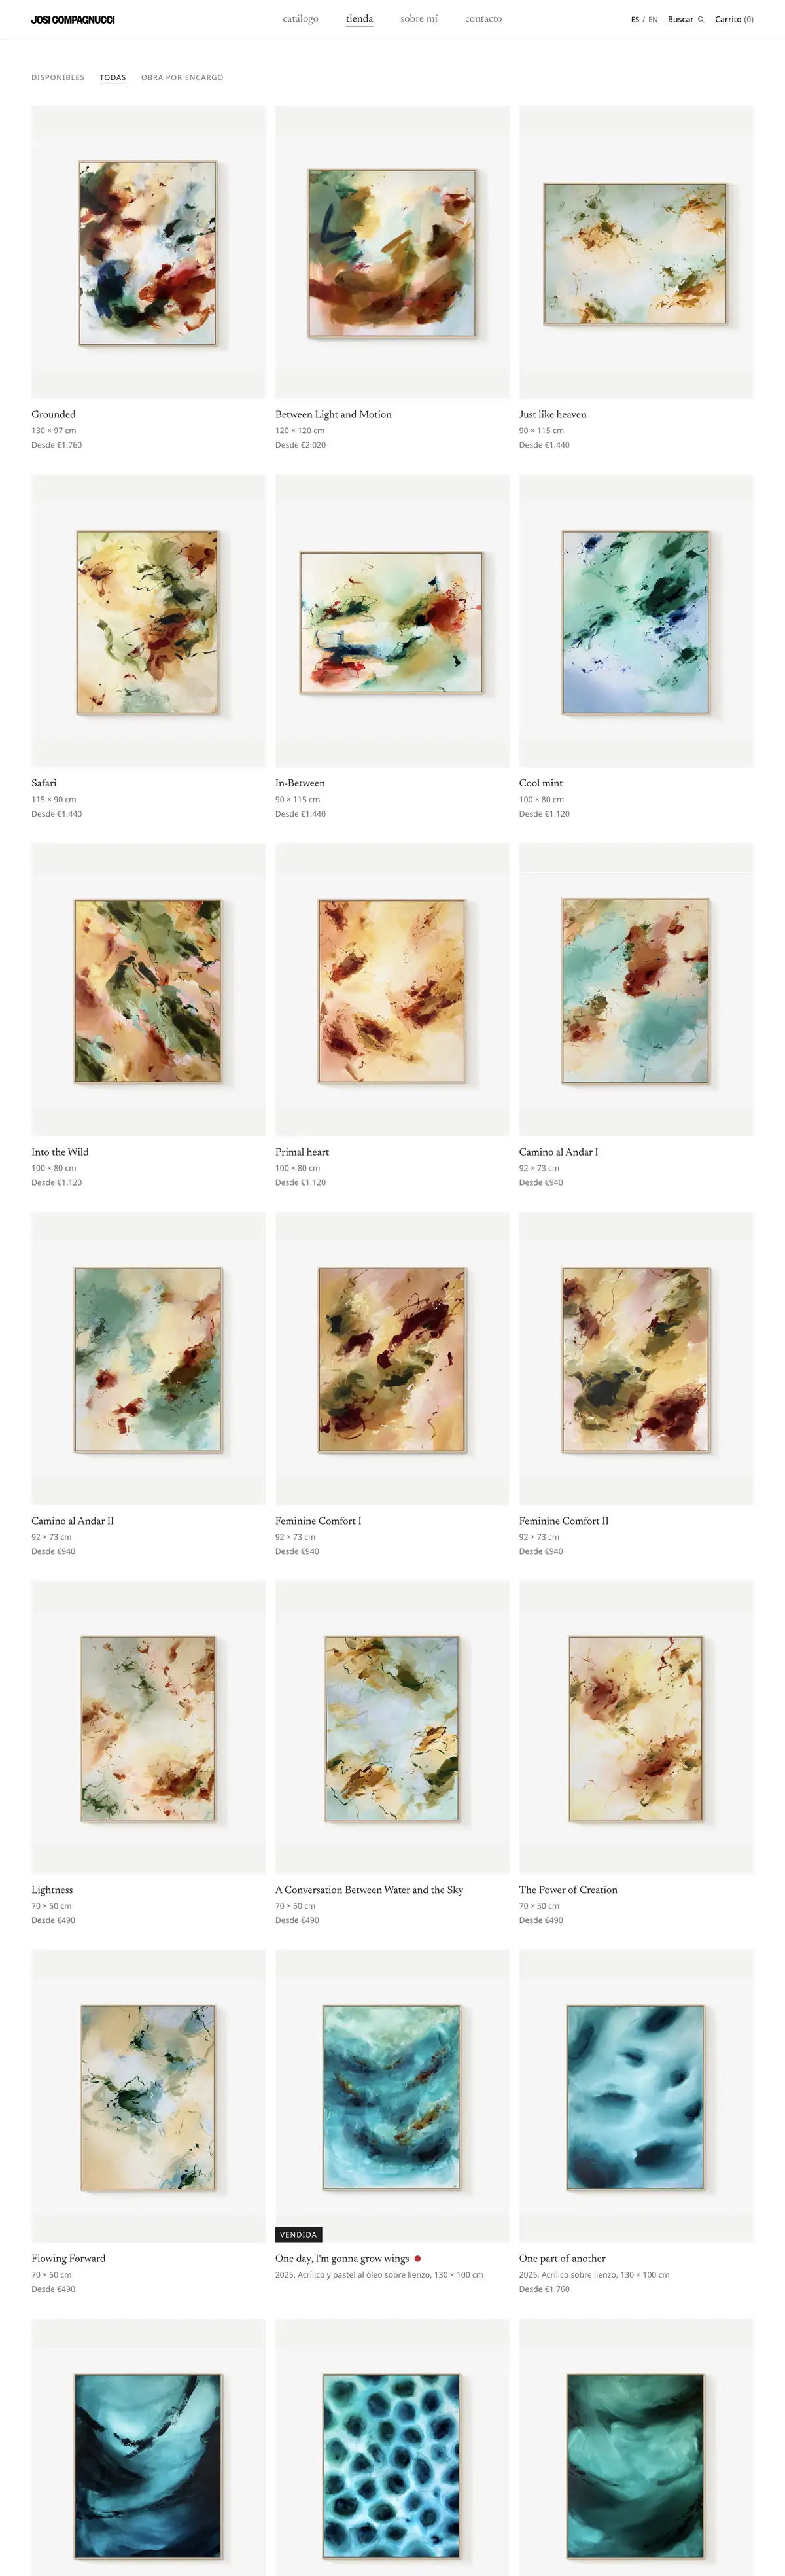 JOSI COMPAGNUCCI
catálogo
tienda
sobre mí
contacto
ES / EN
Buscar
Carrito (0)
DISPONIBLES
TODAS
OBRA POR ENCARGO
Grounded
130 × 97 cm
Desde €1.760
Between Light and Motion
120 × 120 cm
Desde €2.020
Just like heaven
90 × 115 cm
Desde €1.440
Safari
115 × 90 cm
Desde €1.440
In-Between
90 × 115 cm
Desde €1.440
Cool mint
100 × 80 cm
Desde €1.120
Into the Wild
100 × 80 cm
Desde €1.120
Primal heart
100 × 80 cm
Desde €1.120
Camino al Andar I
92 × 73 cm
Desde €940
Camino al Andar II
92 × 73 cm
Desde €940
Feminine Comfort I
92 × 73 cm
Desde €940
Feminine Comfort II
92 × 73 cm
Desde €940
Lightness
70 × 50 cm
Desde €490
A Conversation Between Water and the Sky
70 × 50 cm
Desde €490
The Power of Creation
70 × 50 cm
Desde €490
Flowing Forward
70 × 50 cm
Desde €490
VENDIDA
One day, I'm gonna grow wings
2025, Acrílico y pastel al óleo sobre lienzo, 130 × 100 cm
One part of another
2025, Acrílico sobre lienzo, 130 × 100 cm
Desde €1.760